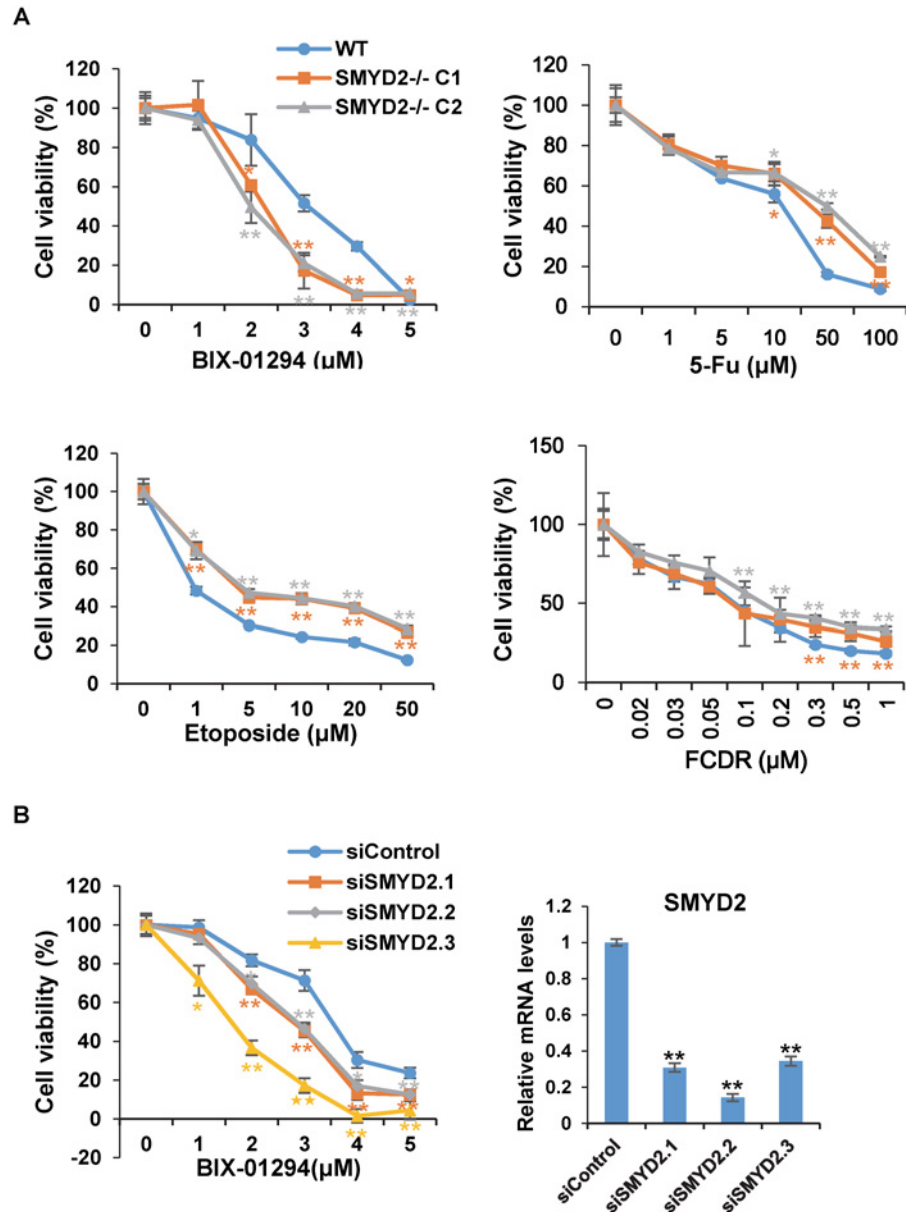 A
WT
SMYD2-/- C1
SMYD2-/- C2
Cell viability (%)
120
100
80
60
40
20
0
*
**
**
**
**
**
*
**
0 1 2 3 4 5
BIX-01294 (µM)
Cell viability (%)
120
100
80
60
40
20
0
*
*
**
**
**
**
0 1 5 10 50 100
5-Fu (µM)
Cell viability (%)
120
100
80
60
40
20
0
*
**
**
**
**
**
**
**
**
**
0 1 5 10 20 50
Etoposide (µM)
Cell viability (%)
150
100
50
0
**
**
**
**
**
**
**
**
0 0.02 0.03 0.05 0.1 0.2 0.3 0.5 1
FCDR (µM)
B
siControl
siSMYD2.1
siSMYD2.2
siSMYD2.3
Cell viability (%)
120
100
80
60
40
20
0
-20
*
**
**
**
**
**
*
**
**
**
**
**
0 1 2 3 4 5
BIX-01294(µM)
SMYD2
Relative mRNA levels
1.2
1
0.8
0.6
0.4
0.2
0
**
**
**
siControl
siSMYD2.1
siSMYD2.2
siSMYD2.3